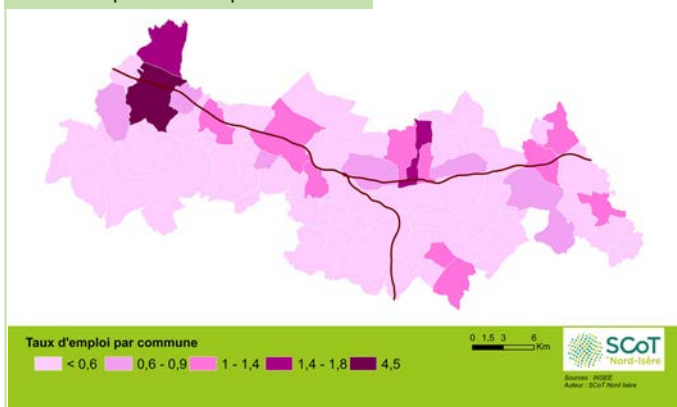 Taux d'emploi par commune
< 0,6
0,6 - 0,9
1 - 1,4
1,4 - 1,8
4,5
0 1,5 3 6
Km
SCoT
Nord-Isère
Sources : INSEE
Auteur : SCoT Nord Isère